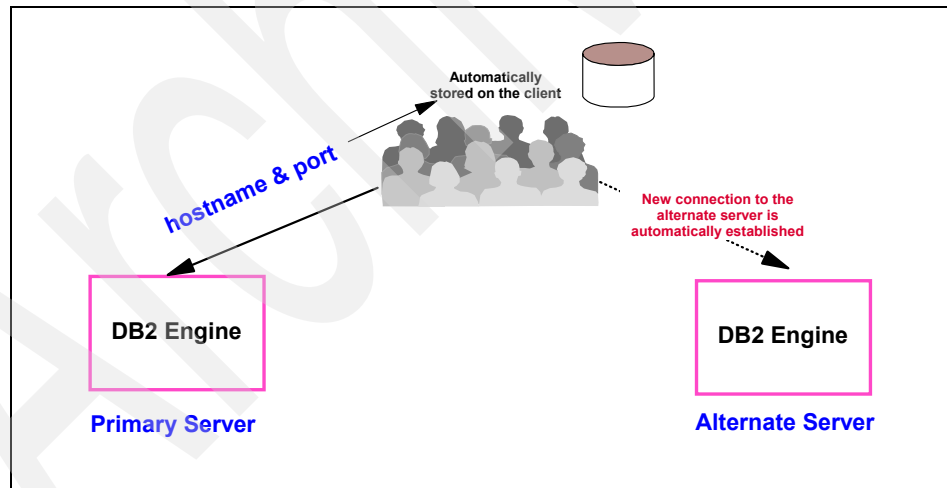 Automatically
stored on the client
hostname & port
New connection to the
alternate server is
automatically established
DB2 Engine
Primary Server
DB2 Engine
Alternate Server